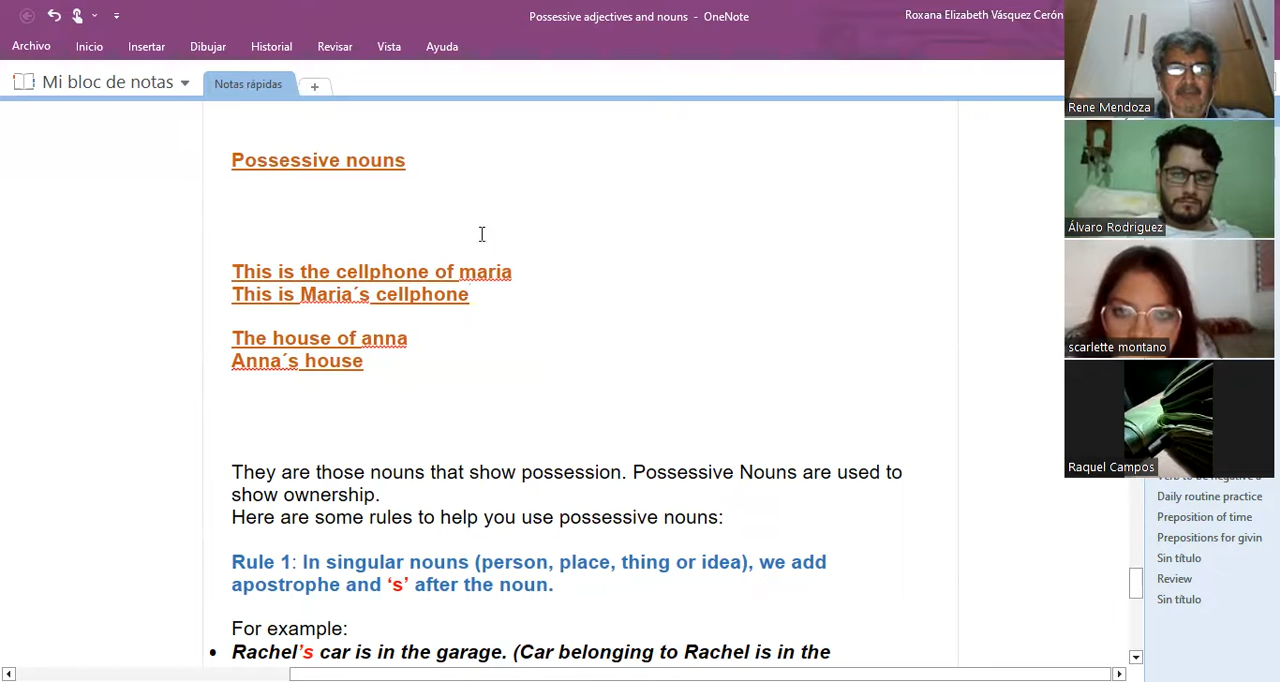 Possessive adjectives and nouns - OneNote
Roxana Elizabeth Vásquez Cerón
Archivo
Inicio
Insertar
Dibujar
Historial
Revisar
Vista
Ayuda
Mi bloc de notas
Notas rápidas
+
Possessive nouns
This is the cellphone of maria
This is Maria´s cellphone
The house of anna
Anna´s house
They are those nouns that show possession. Possessive Nouns are used to
show ownership.
Here are some rules to help you use possessive nouns:
Rule 1: In singular nouns (person, place, thing or idea), we add
apostrophe and ‘s’ after the noun.
For example:
• Rachel’s car is in the garage. (Car belonging to Rachel is in the
Rene Mendoza
Álvaro Rodriguez
scarlette montano
Raquel Campos
Daily routine practice
Preposition of time
Prepositions for givin
Sin título
Review
Sin título